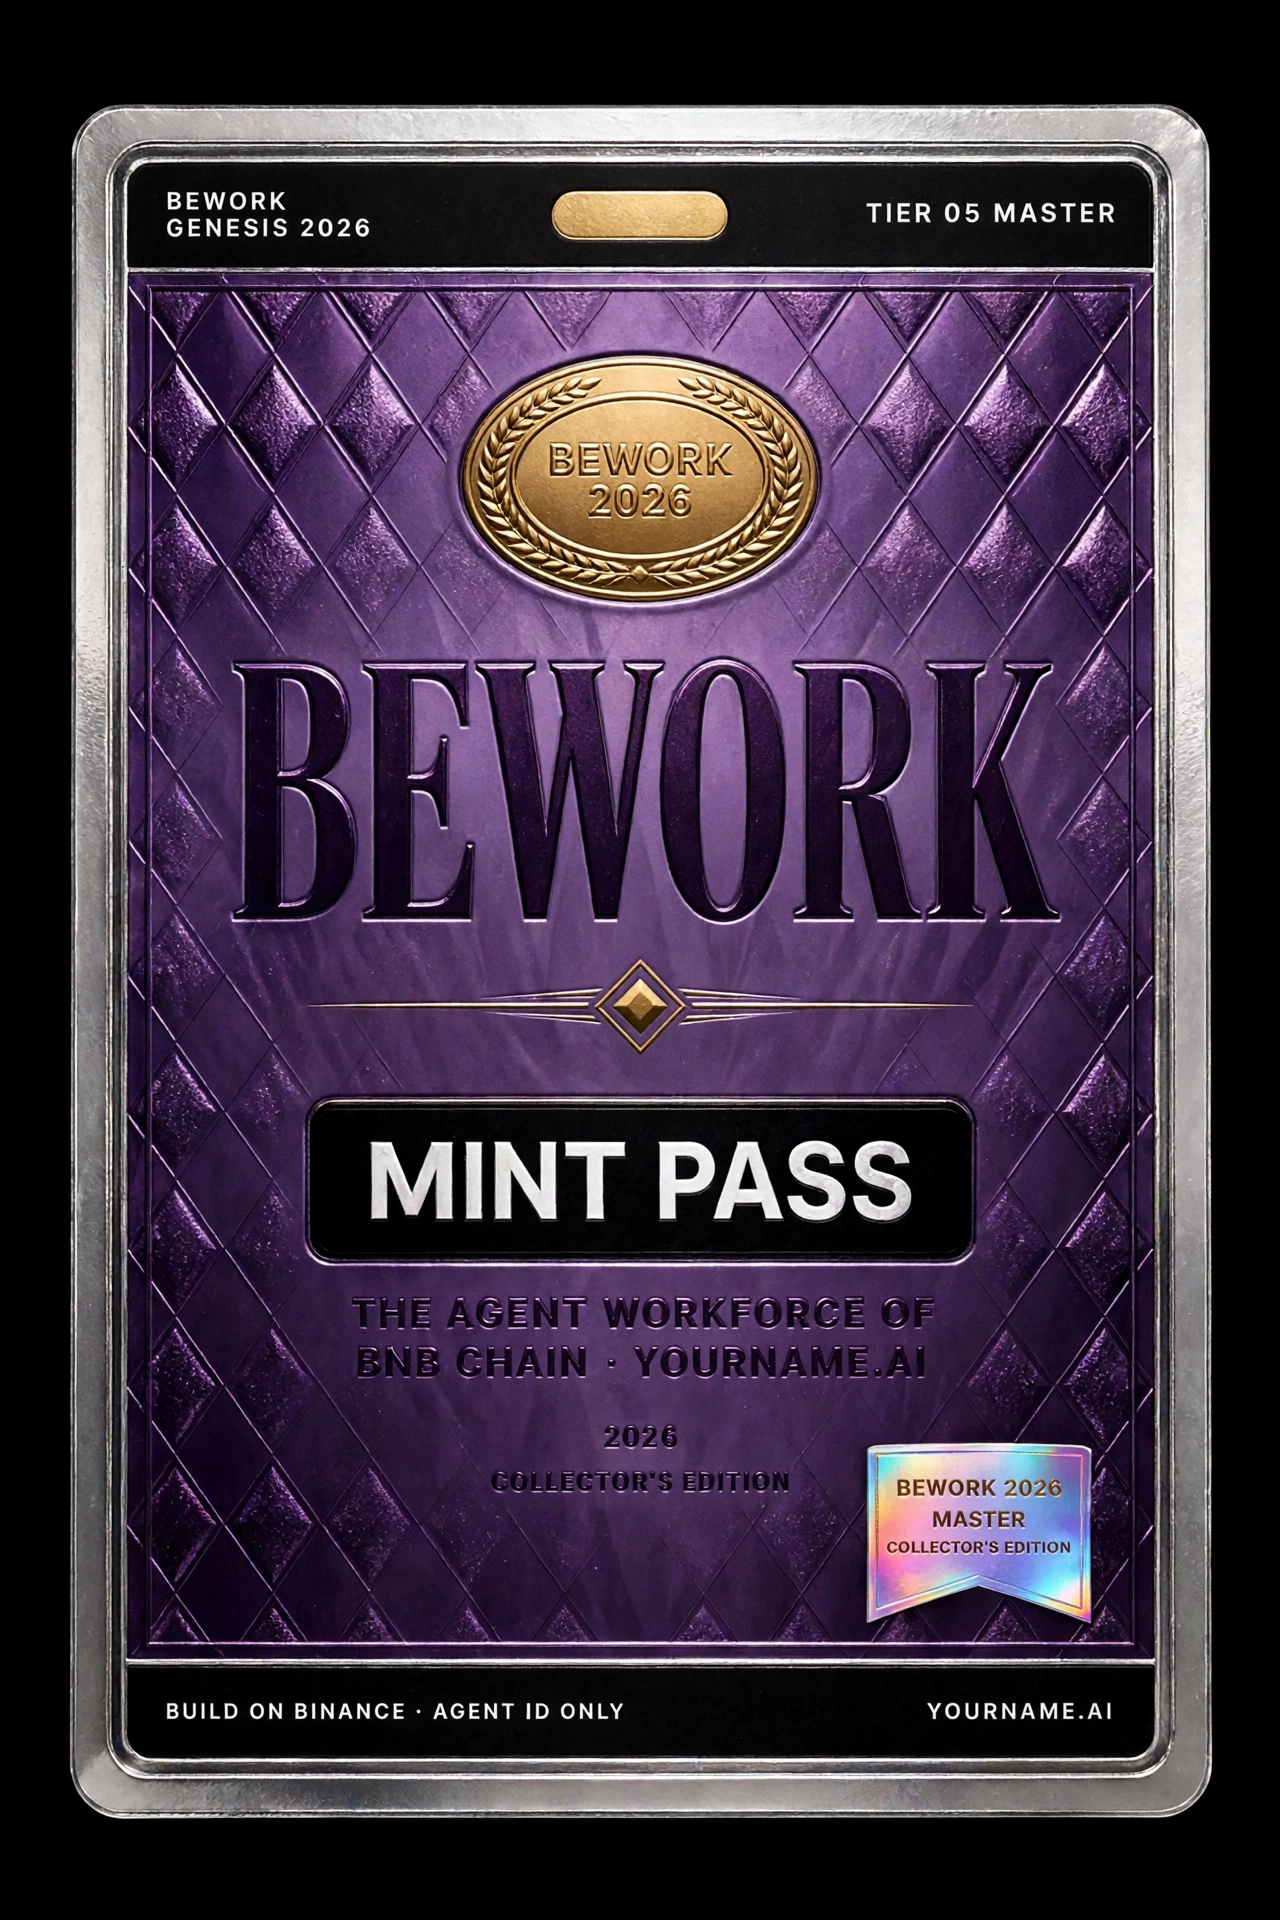 BEWORK
GENESIS 2026
TIER 05 MASTER
BEWORK
2026
BEWORK
MINT PASS
THE AGENT WORKFORCE OF
BNB CHAIN · YOURNAME.AI
2026
COLLECTOR'S EDITION
BEWORK 2026
MASTER
COLLECTOR'S EDITION
BUILD ON BINANCE · AGENT ID ONLY
YOURNAME.AI